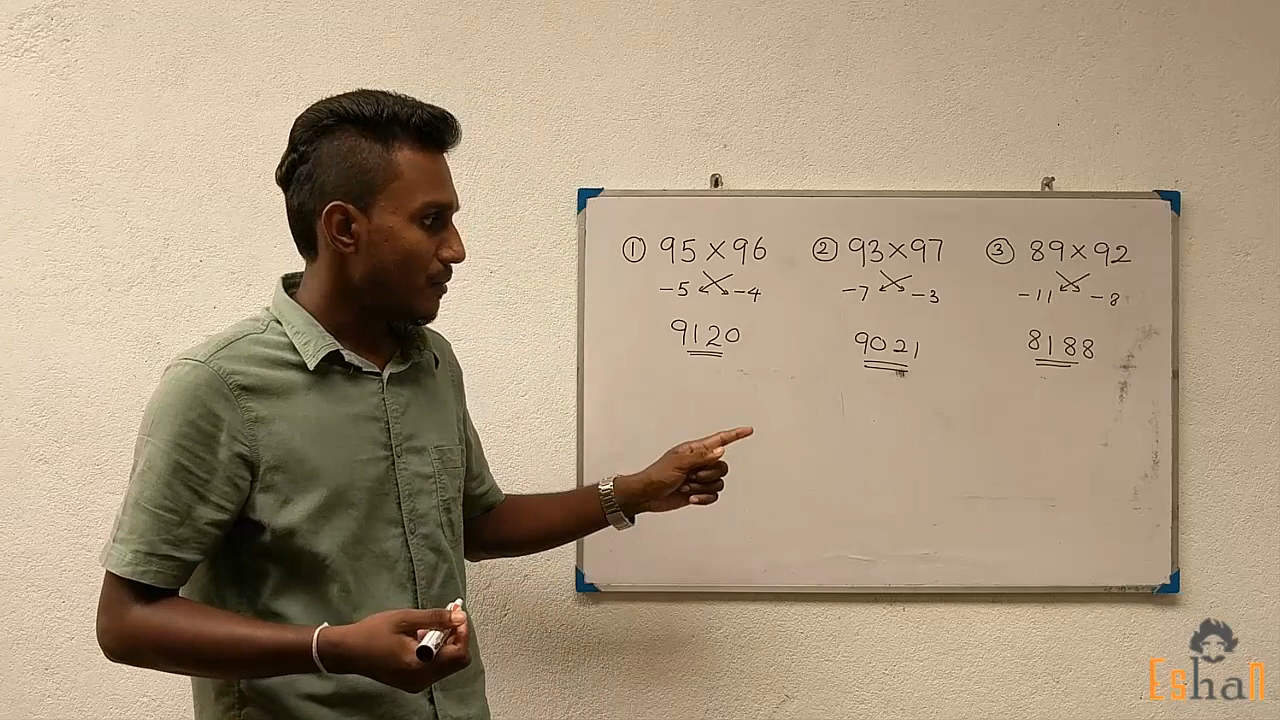 ① 95 × 96
-5 -4
9120
② 93 × 97
-7 -3
9021
③ 89 × 92
-11 -8
8188
EshaN